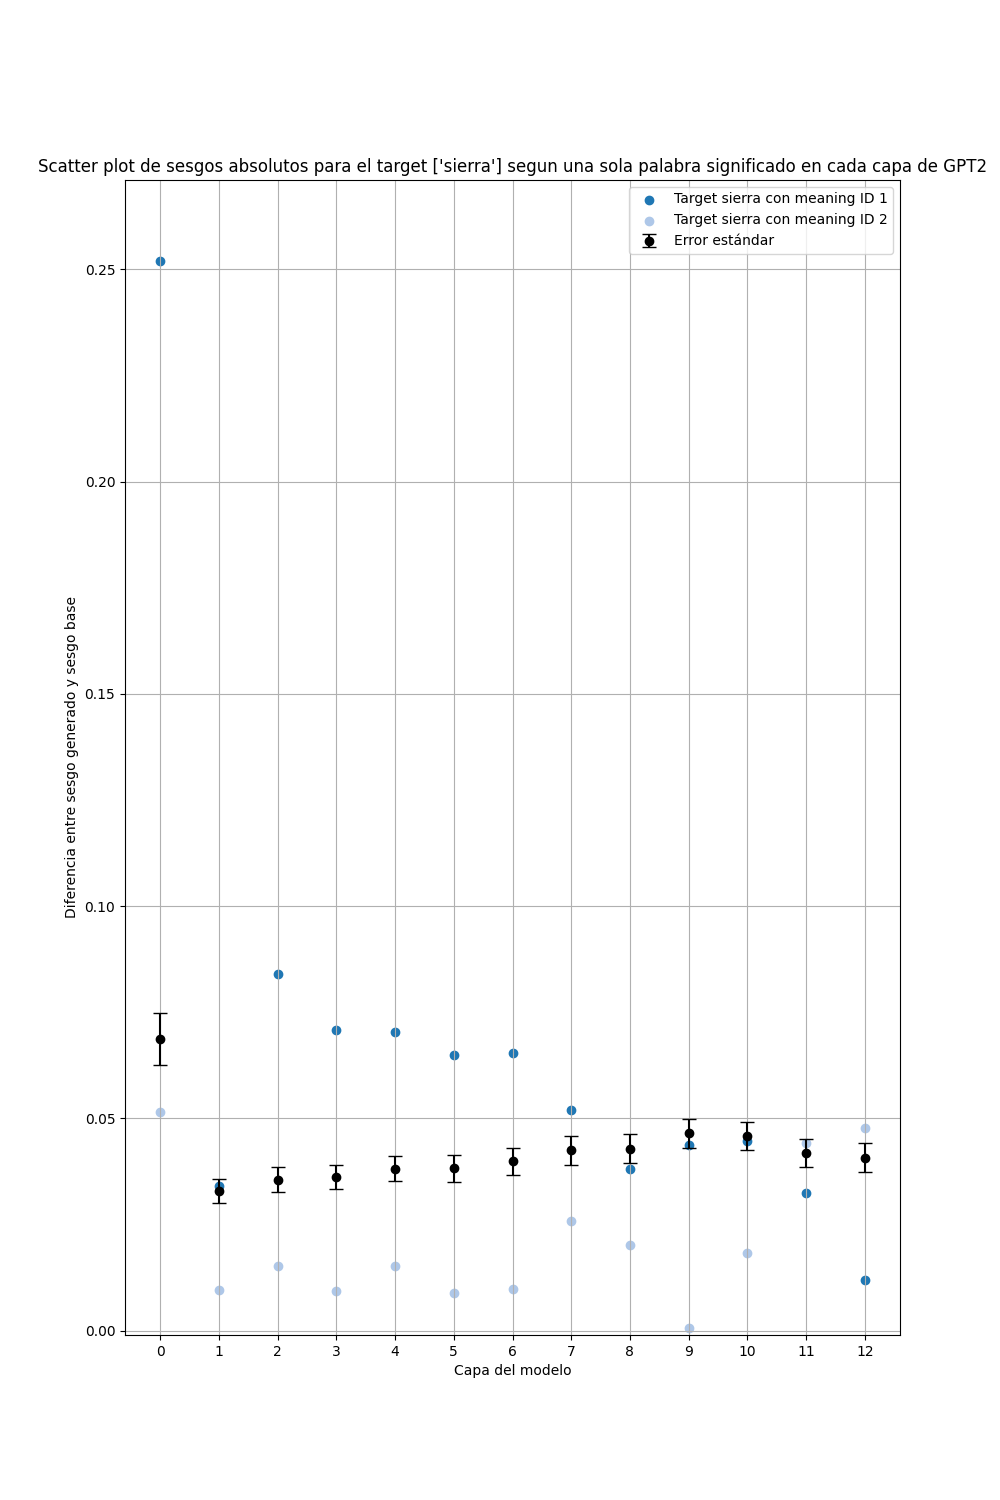 Scatter plot de sesgos absolutos para el target ['sierra'] segun una sola palabra significado en cada capa de GPT2
Target sierra con meaning ID 1
Target sierra con meaning ID 2
Error estándar
0.25
0.20
0.15
0.10
0.05
0.00
Diferencia entre sesgo generado y sesgo base
0 1 2 3 4 5 6 7 8 9 10 11 12
Capa del modelo